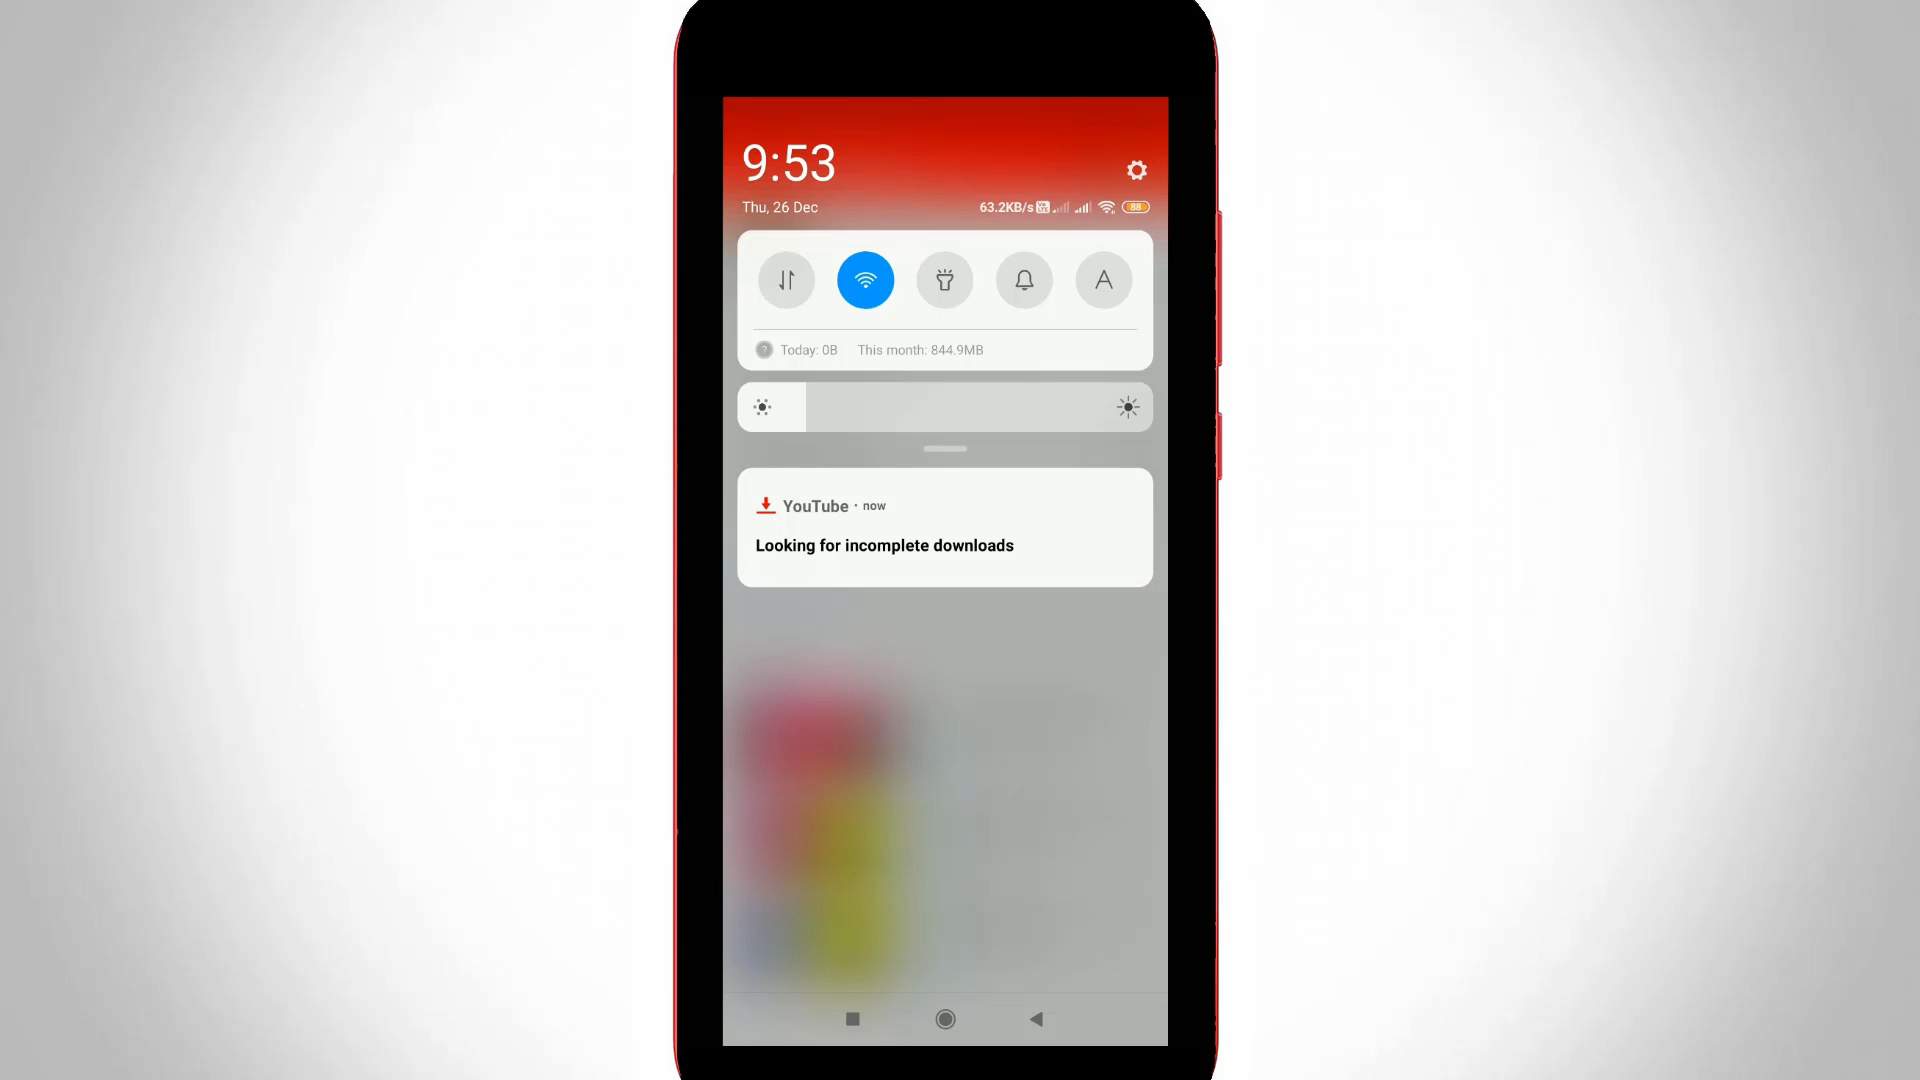 9:53
Thu, 26 Dec
63.2KB/s
88
A
Today: 0B This month: 844.9MB
YouTube · now
Looking for incomplete downloads